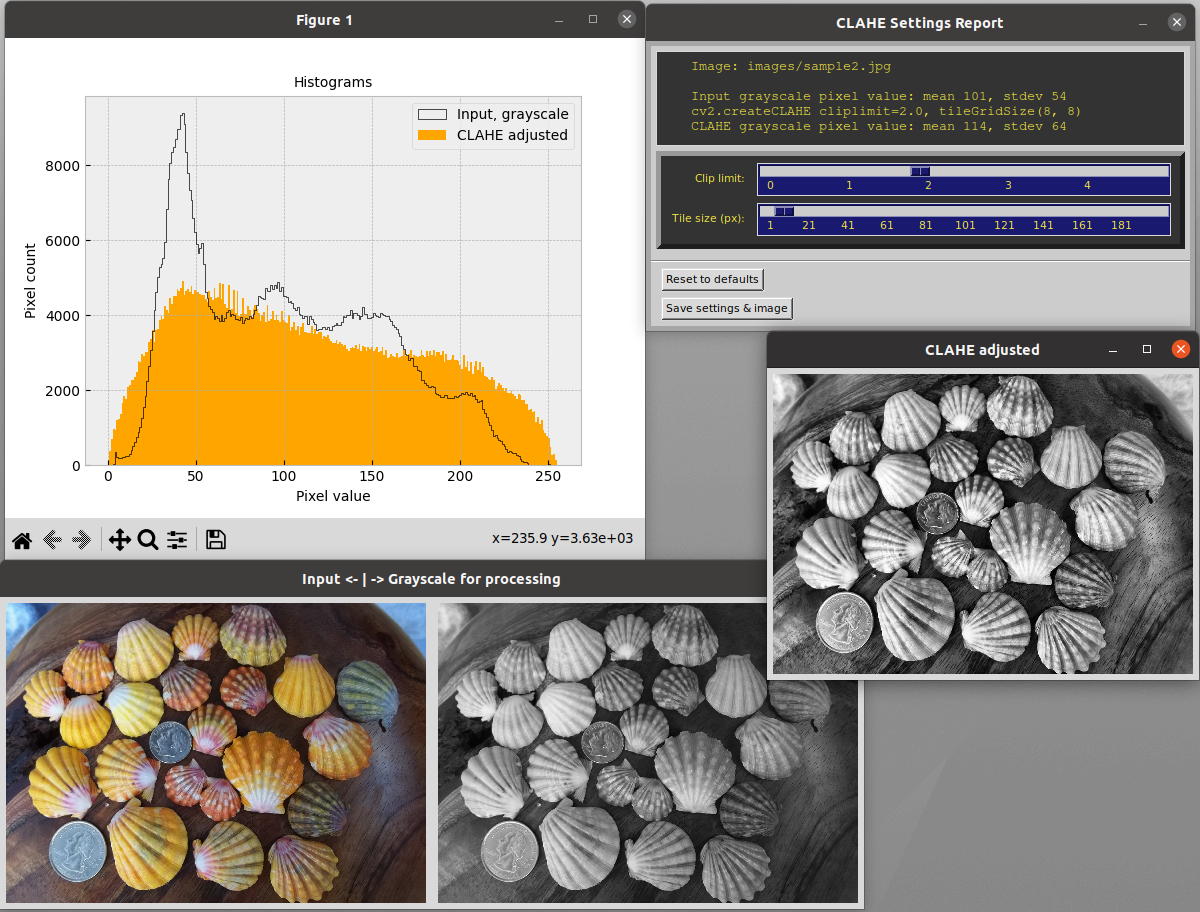 Figure 1
Histograms
Input, grayscale
CLAHE adjusted
Pixel count
8000
6000
4000
2000
0
0 50 100 150 200 250
Pixel value
x=235.9 y=3.63e+03
CLAHE Settings Report
Image: images/sample2.jpg
Input grayscale pixel value: mean 101, stdev 54
cv2.createCLAHE cliplimit=2.0, tileGridSize(8, 8)
CLAHE grayscale pixel value: mean 114, stdev 64
Clip limit:
0 1 2 3 4
Tile size (px):
1 21 41 61 81 101 121 141 161 181
Reset to defaults
Save settings & image
CLAHE adjusted
Input <- | -> Grayscale for processing